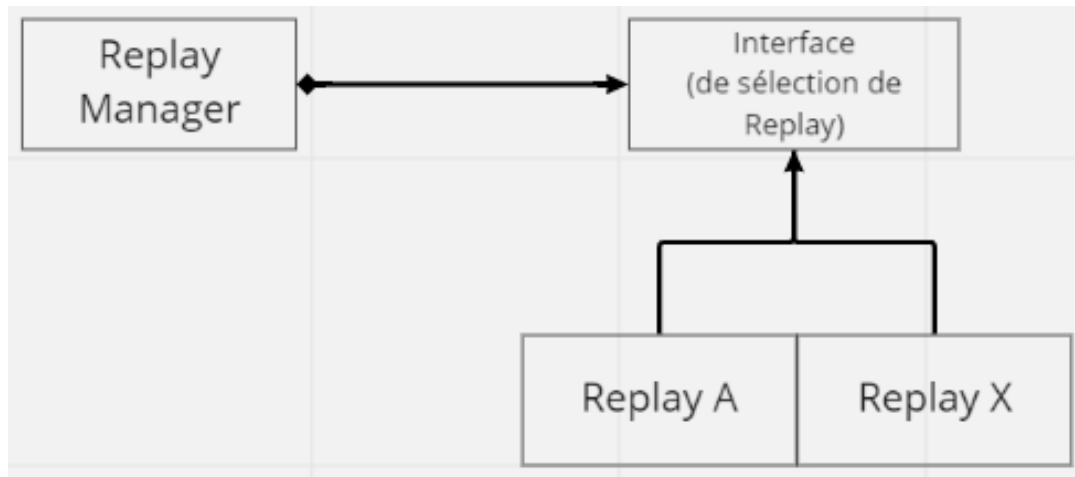 Replay
Manager
Interface
(de sélection de
Replay)
Replay A
Replay X